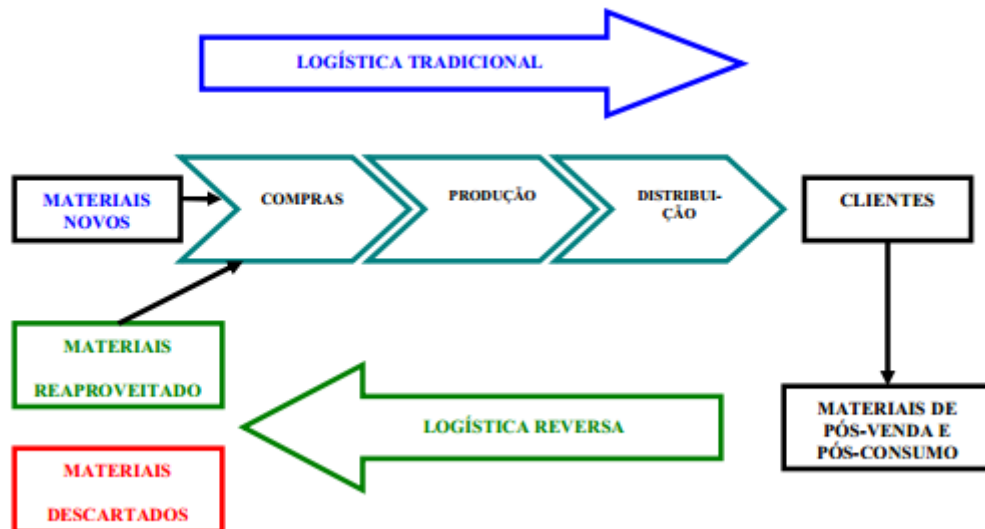 LOGÍSTICA TRADICIONAL
MATERIAIS
NOVOS
COMPRAS
PRODUÇÃO
DISTRIBUI-
ÇÃO
CLIENTES
MATERIAIS
REAPROVEITADO
LOGÍSTICA REVERSA
MATERIAIS DE
PÓS-VENDA E
PÓS-CONSUMO
MATERIAIS
DESCARTADOS